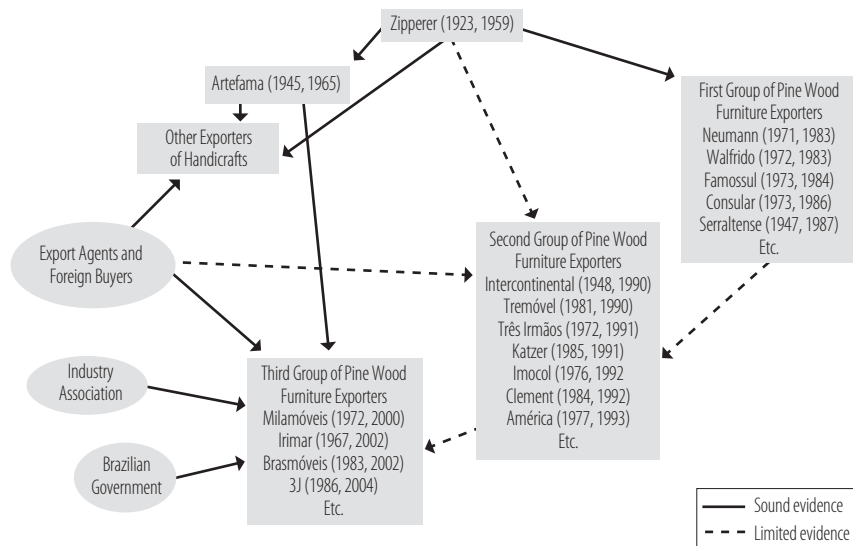 Zipperer (1923, 1959)
Artefama (1945, 1965)
Other Exporters
of Handicrafts
First Group of Pine Wood
Furniture Exporters
Neumann (1971, 1983)
Walfrido (1972, 1983)
Famossul (1973, 1984)
Consular (1973, 1986)
Serraltense (1947, 1987)
Etc.
Export Agents and
Foreign Buyers
Second Group of Pine Wood
Furniture Exporters
Intercontinental (1948, 1990)
Tremóvel (1981, 1990)
Três Irmãos (1972, 1991)
Katzer (1985, 1991)
Imocol (1976, 1992
Clement (1984, 1992)
América (1977, 1993)
Etc.
Industry
Association
Third Group of Pine Wood
Furniture Exporters
Milamóveis (1972, 2000)
Irimar (1967, 2002)
Brasmóveis (1983, 2002)
3J (1986, 2004)
Etc.
Brazilian
Government
Sound evidence
Limited evidence